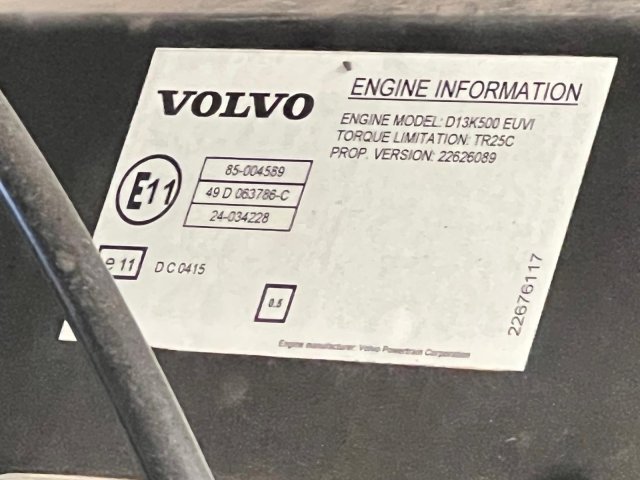 VOLVO
ENGINE INFORMATION
ENGINE MODEL: D13K500 EUVI
TORQUE LIMITATION: TR25C
PROP. VERSION: 22626089
E11
85-004589
49 D 063786-C
24-034228
e 11
D C 0415
0.5
22676117
Engine manufacturer: Volvo Powertrain Corporation